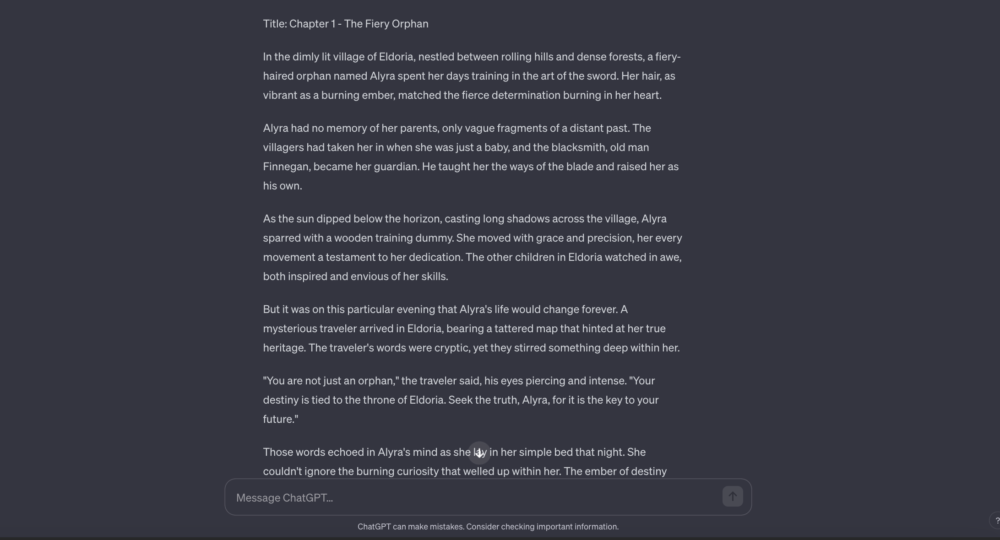 Title: Chapter 1 - The Fiery Orphan
In the dimly lit village of Eldoria, nestled between rolling hills and dense forests, a fiery-
haired orphan named Alyra spent her days training in the art of the sword. Her hair, as
vibrant as a burning ember, matched the fierce determination burning in her heart.
Alyra had no memory of her parents, only vague fragments of a distant past. The
villagers had taken her in when she was just a baby, and the blacksmith, old man
Finnegan, became her guardian. He taught her the ways of the blade and raised her as
his own.
As the sun dipped below the horizon, casting long shadows across the village, Alyra
sparred with a wooden training dummy. She moved with grace and precision, her every
movement a testament to her dedication. The other children in Eldoria watched in awe,
both inspired and envious of her skills.
But it was on this particular evening that Alyra's life would change forever. A
mysterious traveler arrived in Eldoria, bearing a tattered map that hinted at her true
heritage. The traveler's words were cryptic, yet they stirred something deep within her.
"You are not just an orphan," the traveler said, his eyes piercing and intense. "Your
destiny is tied to the throne of Eldoria. Seek the truth, Alyra, for it is the key to your
future."
Those words echoed in Alyra's mind as she lay in her simple bed that night. She
couldn't ignore the burning curiosity that welled up within her. The ember of destiny
Message ChatGPT...
ChatGPT can make mistakes. Consider checking important information.
?